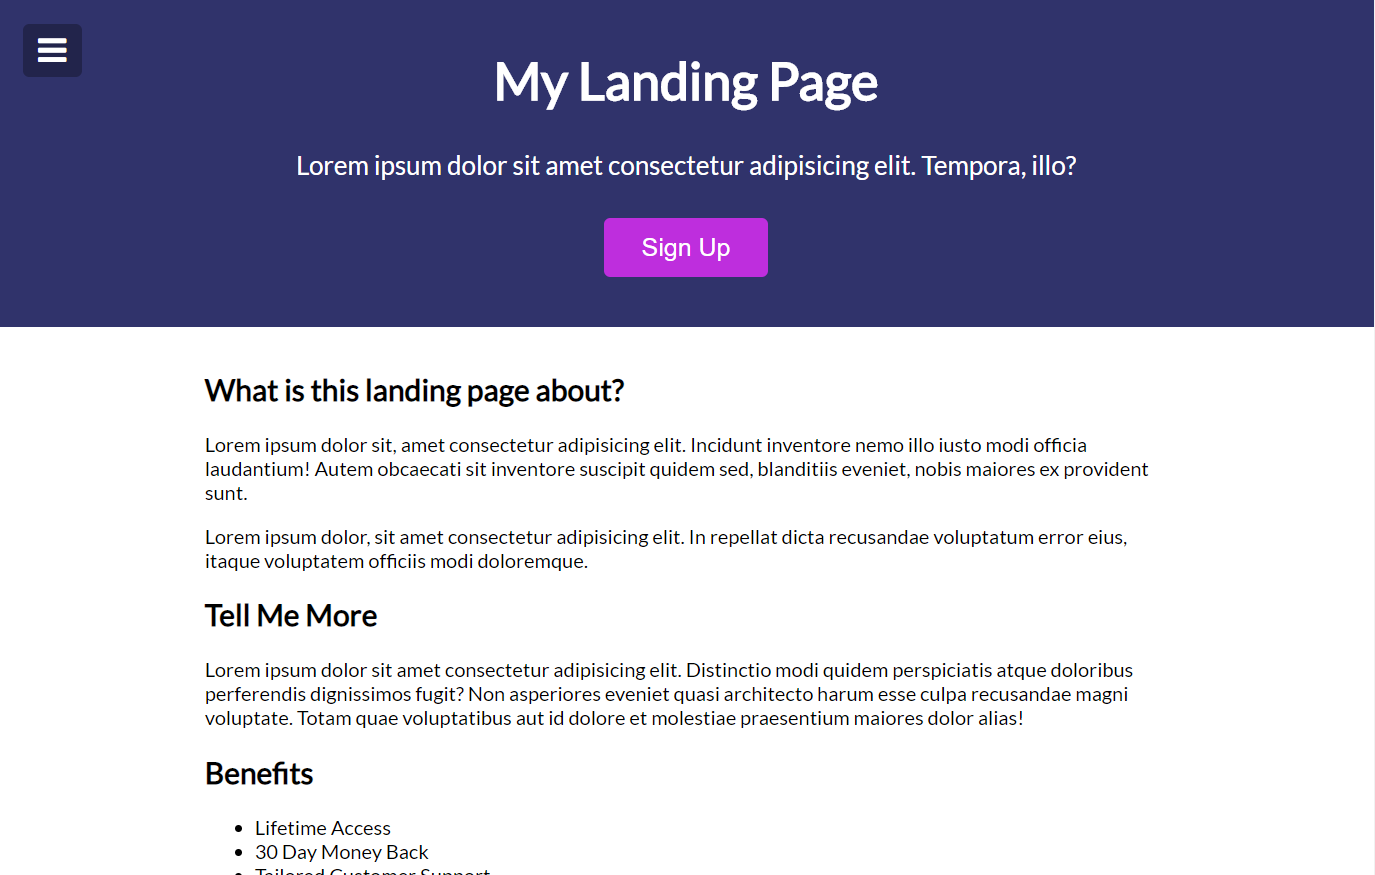 My Landing Page
Lorem ipsum dolor sit amet consectetur adipisicing elit. Tempora, illo?
Sign Up
What is this landing page about?
Lorem ipsum dolor sit, amet consectetur adipisicing elit. Incidunt inventore nemo illo iusto modi officia
laudantium! Autem obcaecati sit inventore suscipit quidem sed, blanditiis eveniet, nobis maiores ex provident
sunt.
Lorem ipsum dolor, sit amet consectetur adipisicing elit. In repellat dicta recusandae voluptatum error eius,
itaque voluptatem officiis modi doloremque.
Tell Me More
Lorem ipsum dolor sit amet consectetur adipisicing elit. Distinctio modi quidem perspiciatis atque doloribus
perferendis dignissimos fugit? Non asperiores eveniet quasi architecto harum esse culpa recusandae magni
voluptate. Totam quae voluptatibus aut id dolore et molestiae praesentium maiores dolor alias!
Benefits
• Lifetime Access
• 30 Day Money Back
• Tailored Customer Support